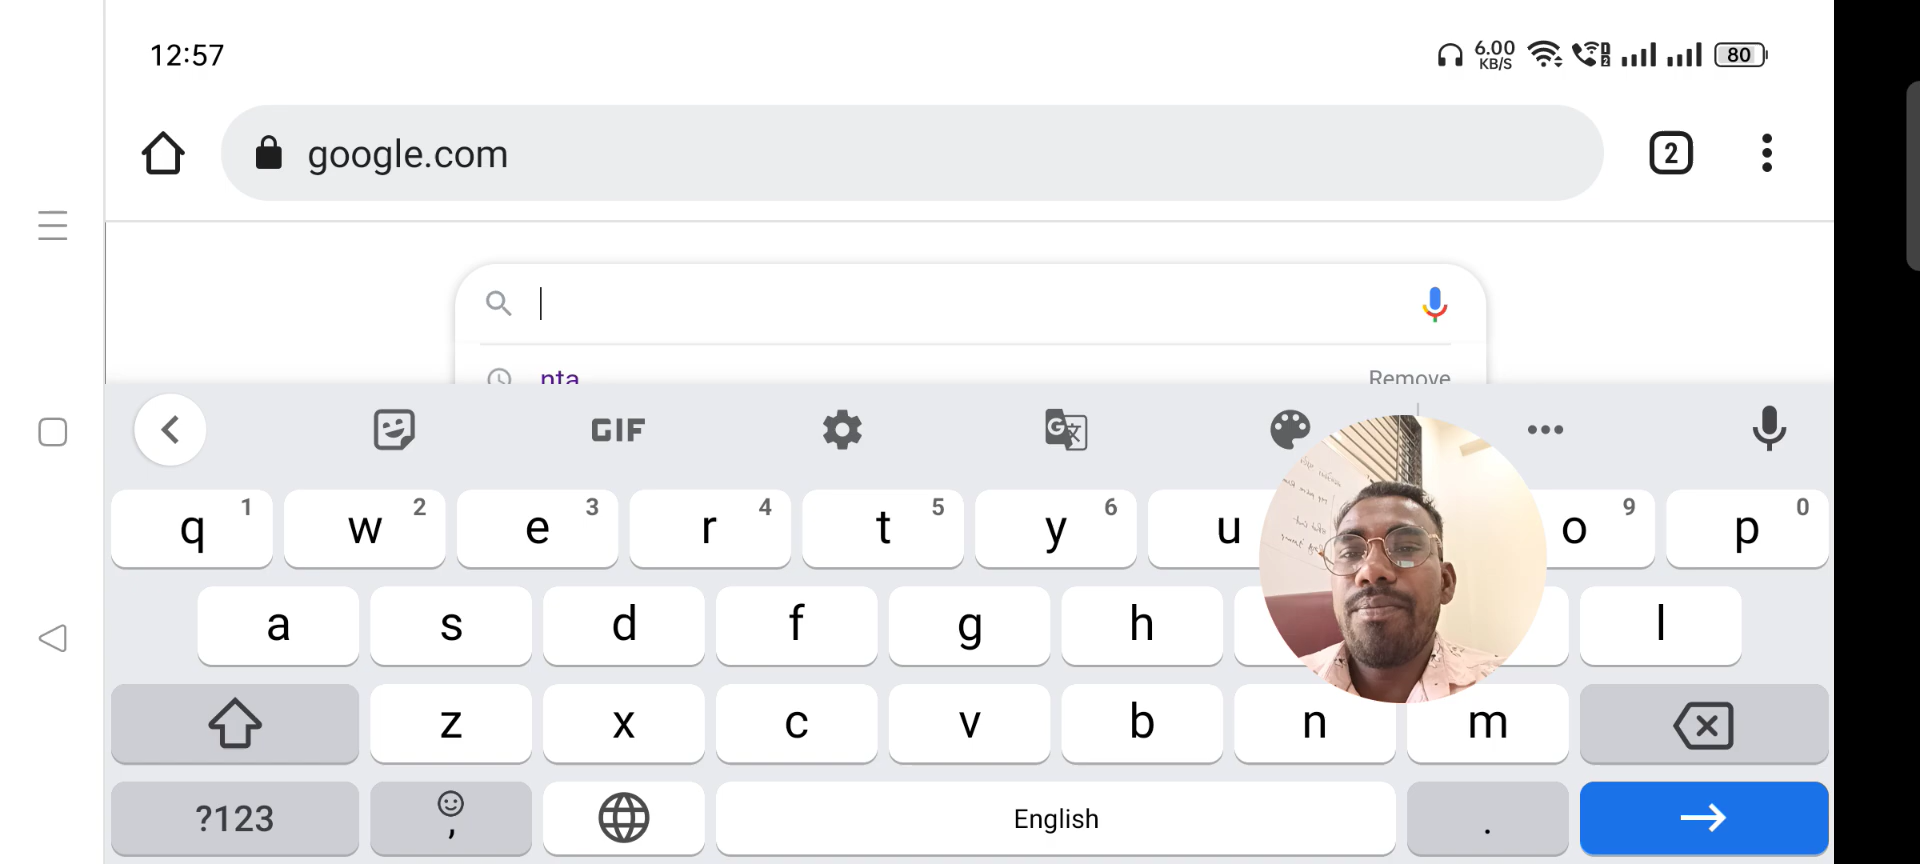 12:57
6.00
KB/S
80
google.com
2
nta
Remove
GIF
G
q 1 w 2 e 3 r 4 t 5 y 6 u o 9 p 0
a s d f g h l
z x c v b n m
?123 , English .